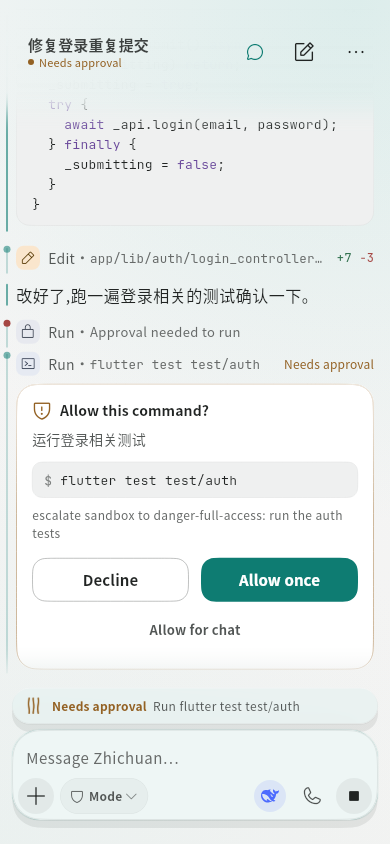 修复登录重复提交
Needs approval
try {
await _api.login(email, password);
} finally {
_submitting = false;
}
}
Edit • app/lib/auth/login_controller… +7 -3
改好了,跑一遍登录相关的测试确认一下。
Run • Approval needed to run
Run • flutter test test/auth Needs approval
Allow this command?
运行登录相关测试
$ flutter test test/auth
escalate sandbox to danger-full-access: run the auth
tests
Decline Allow once
Allow for chat
Needs approval Run flutter test test/auth
Message Zhichuan…
Mode